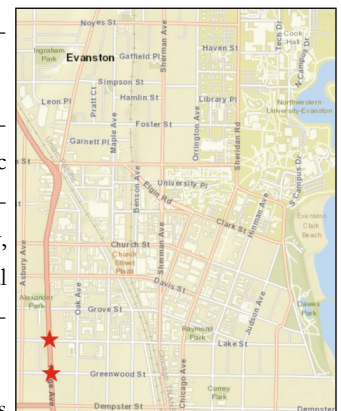 Noyes St
Tech Dr
Cook
Hall
Ingraham
Park
Evanston
Gaffield Pl
Sherman Ave
Haven St
N Campus Dr
Simpson St
Leon Pl
Pratt Ct
Hamlin St
Library Pl
Northwestern
University-Evanston
Maple Ave
Foster St
Orrington Ave
Sheridan Rd
Garnett Pl
c
University Pl
S Campus Dr
Benson Ave
Elgin Rd
Hinman Ave
Clark St
Evanston
Clark
Beach
,
Asbury Ave
Church St
Church
Street
Plaza
Sherman Ave
l
Davis St
Alexander
Park
Oak Ave
Judson Ave
Dawes
Park
Grove St
Raymond
Park
Lake St
Greenwood St
Chicago Ave
Currey
Park
Dempster St
Dempster
s